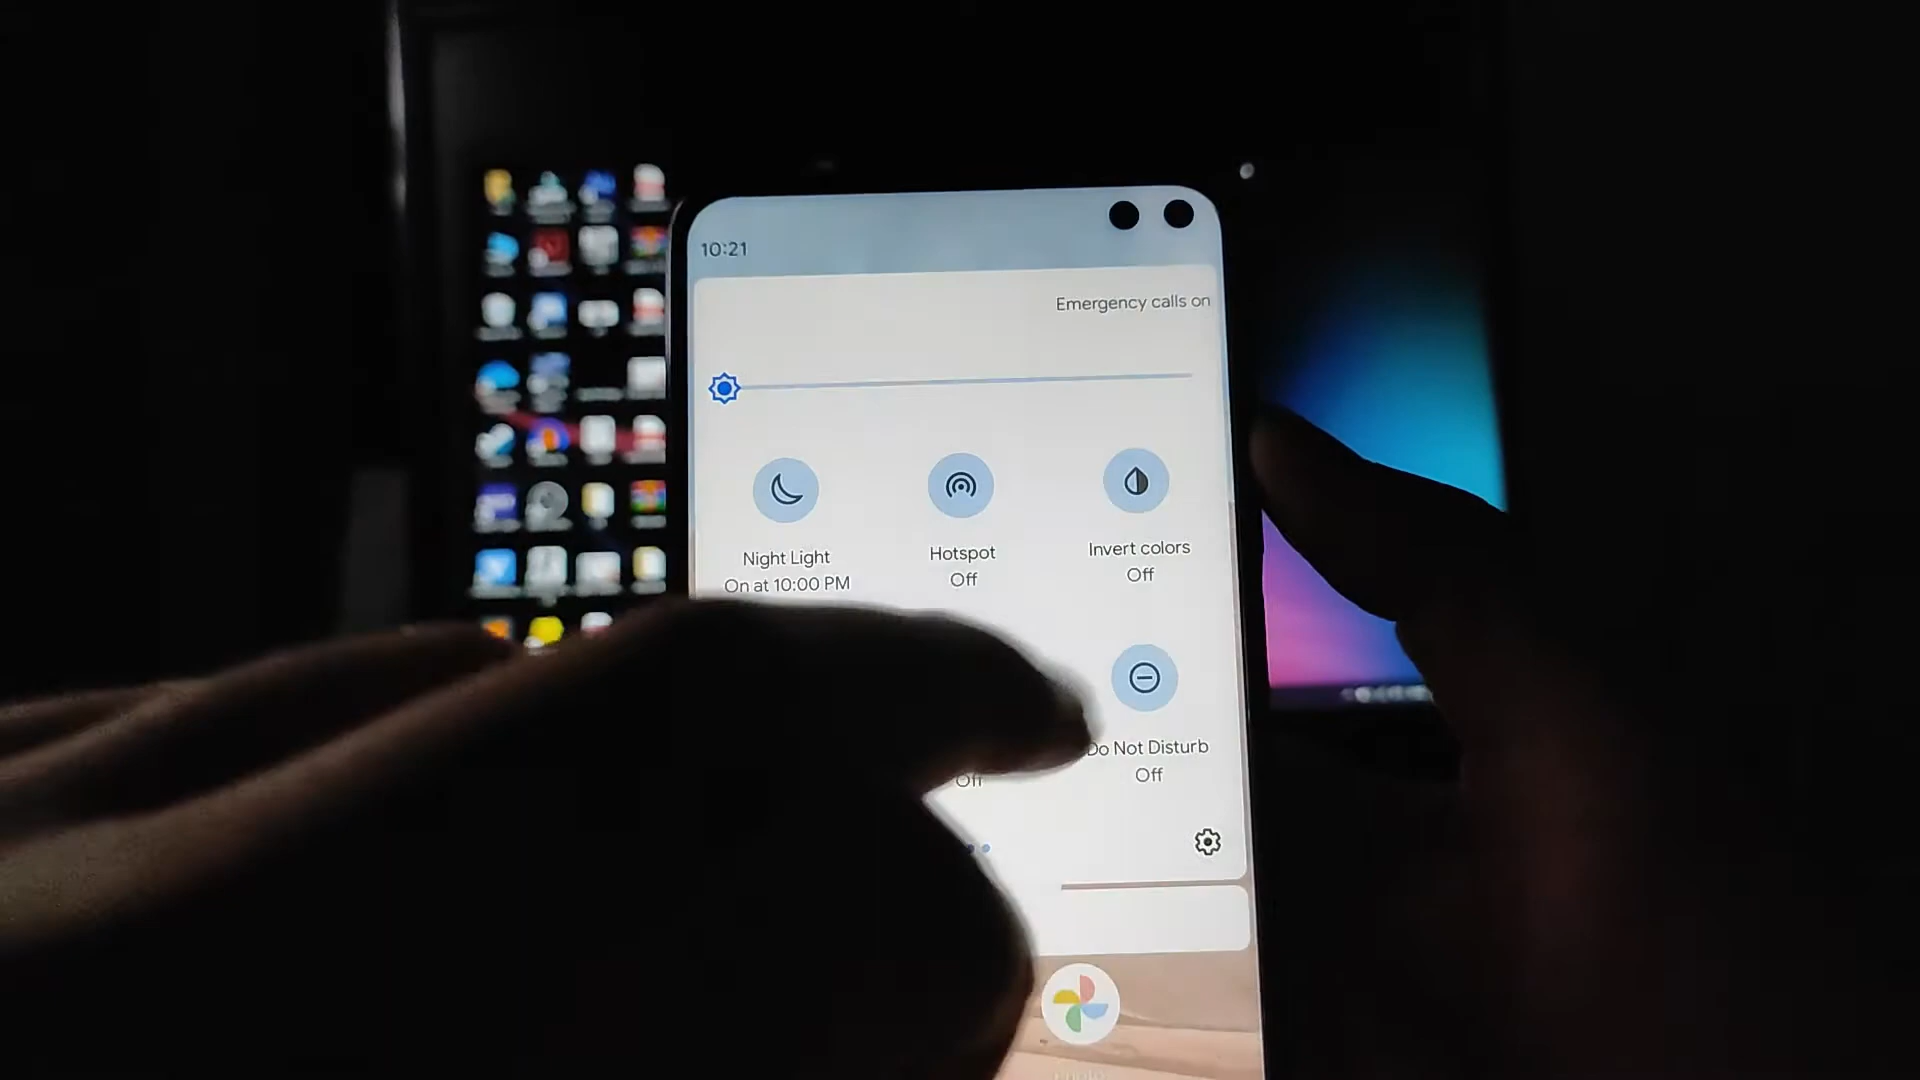 10:21
Emergency calls on
Night Light
On at 10:00 PM
Hotspot
Off
Invert colors
Off
Off
Do Not Disturb
Off